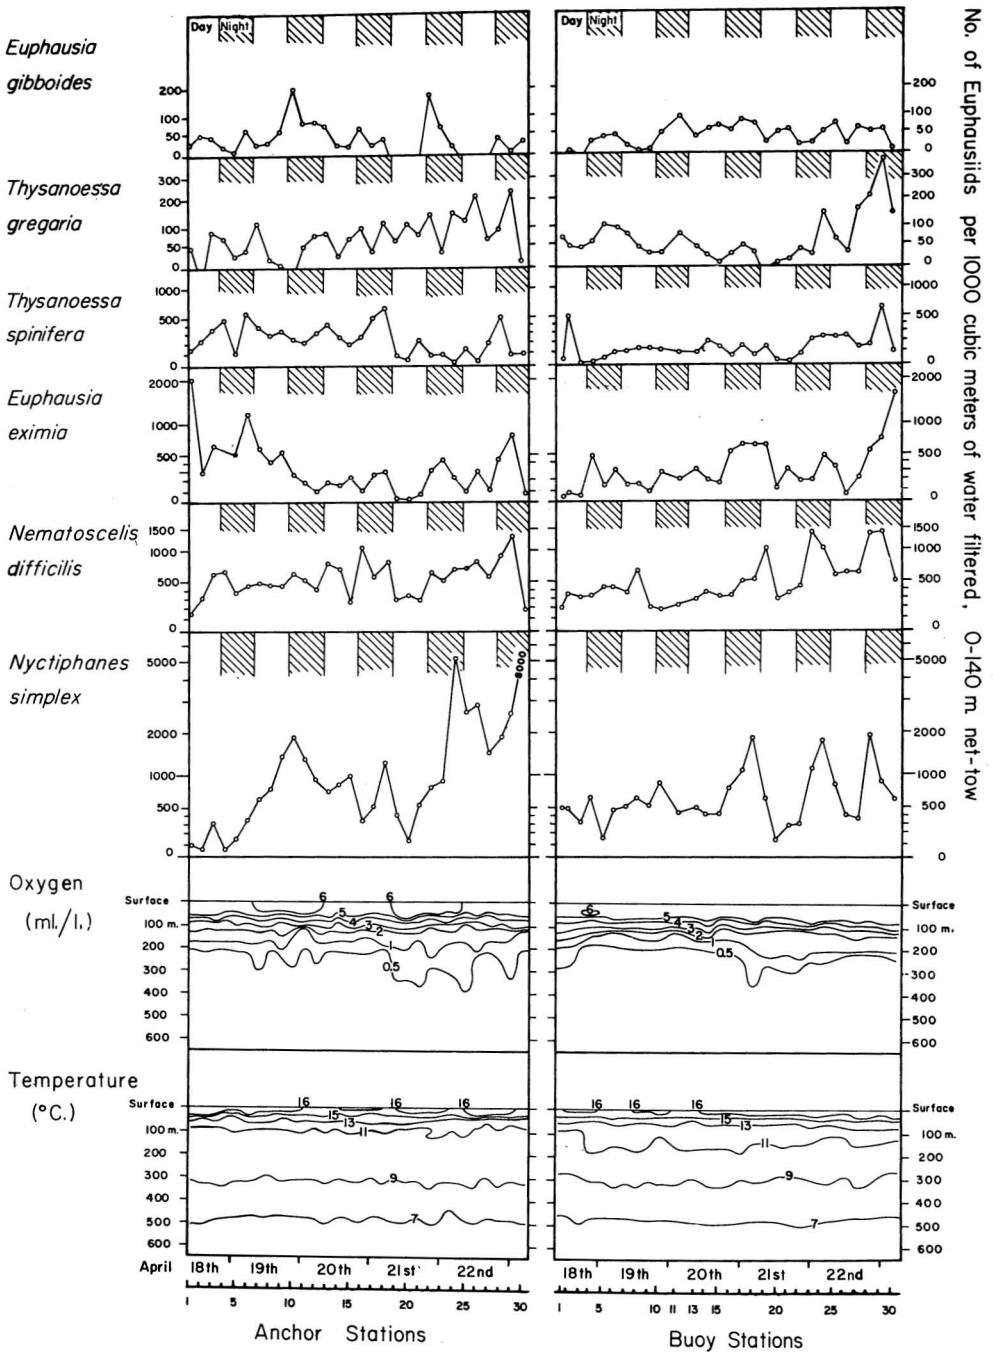 Day Night
Day Night
Euphausia
gibboides
200
100
50
0
200
100
50
0
Thysanoessa
gregaria
300
200
100
50
0
300
200
100
50
0
Thysanoessa
spinifera
1000
500
0
1000
500
0
Euphausia
eximia
2000
1000
500
0
2000
1000
500
0
Nematoscelis
difficilis
1500
1000
500
0
1500
1000
500
0
Nyctiphanes
simplex
5000
2000
1000
500
0
8000
5000
2000
1000
500
0
No. of Euphausiids per 1000 cubic meters of water filtered, 0-140 m. net-tow
Oxygen
(ml./l.)
Surface
100 m.
200
300
400
500
600
6 6
5 4 3 2
1
0.5
6
5 4 3 2 1
0.5
Surface
100 m.
200
300
400
500
600
Temperature
(°C.)
Surface
100 m.
200
300
400
500
600
16 16 16
15
13
11
9
7
16 16 16
15
13
11
9
7
Surface
100 m.
200
300
400
500
600
April 18th 19th 20th 21st 22nd
18th 19th 20th 21st 22nd
1 5 10 15 20 25 30
1 5 10 11 13 15 20 25 30
Anchor Stations
Buoy Stations